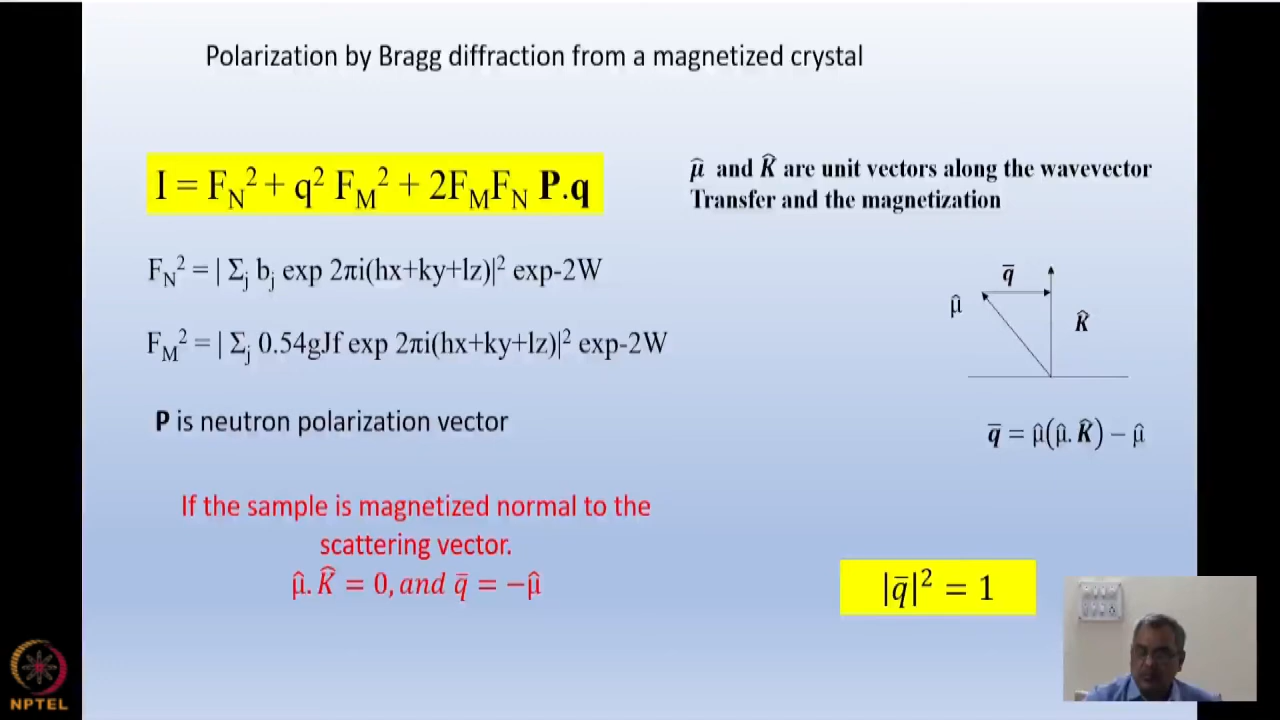 Polarization by Bragg diffraction from a magnetized crystal
I = F_N² + q² F_M² + 2F_MF_N P.q
μ̂ and K̂ are unit vectors along the wavevector
Transfer and the magnetization
F_N² = | Σ_j b_j exp 2πi(hx+ky+lz)|² exp-2W
F_M² = | Σ_j 0.54gJf exp 2πi(hx+ky+lz)|² exp-2W
q̅
μ̂
K̂
P is neutron polarization vector
q̅ = μ̂(μ̂.K̂) − μ̂
If the sample is magnetized normal to the
scattering vector.
μ̂.K̂ = 0, and q̅ = −μ̂
|q̅|² = 1
NPTEL